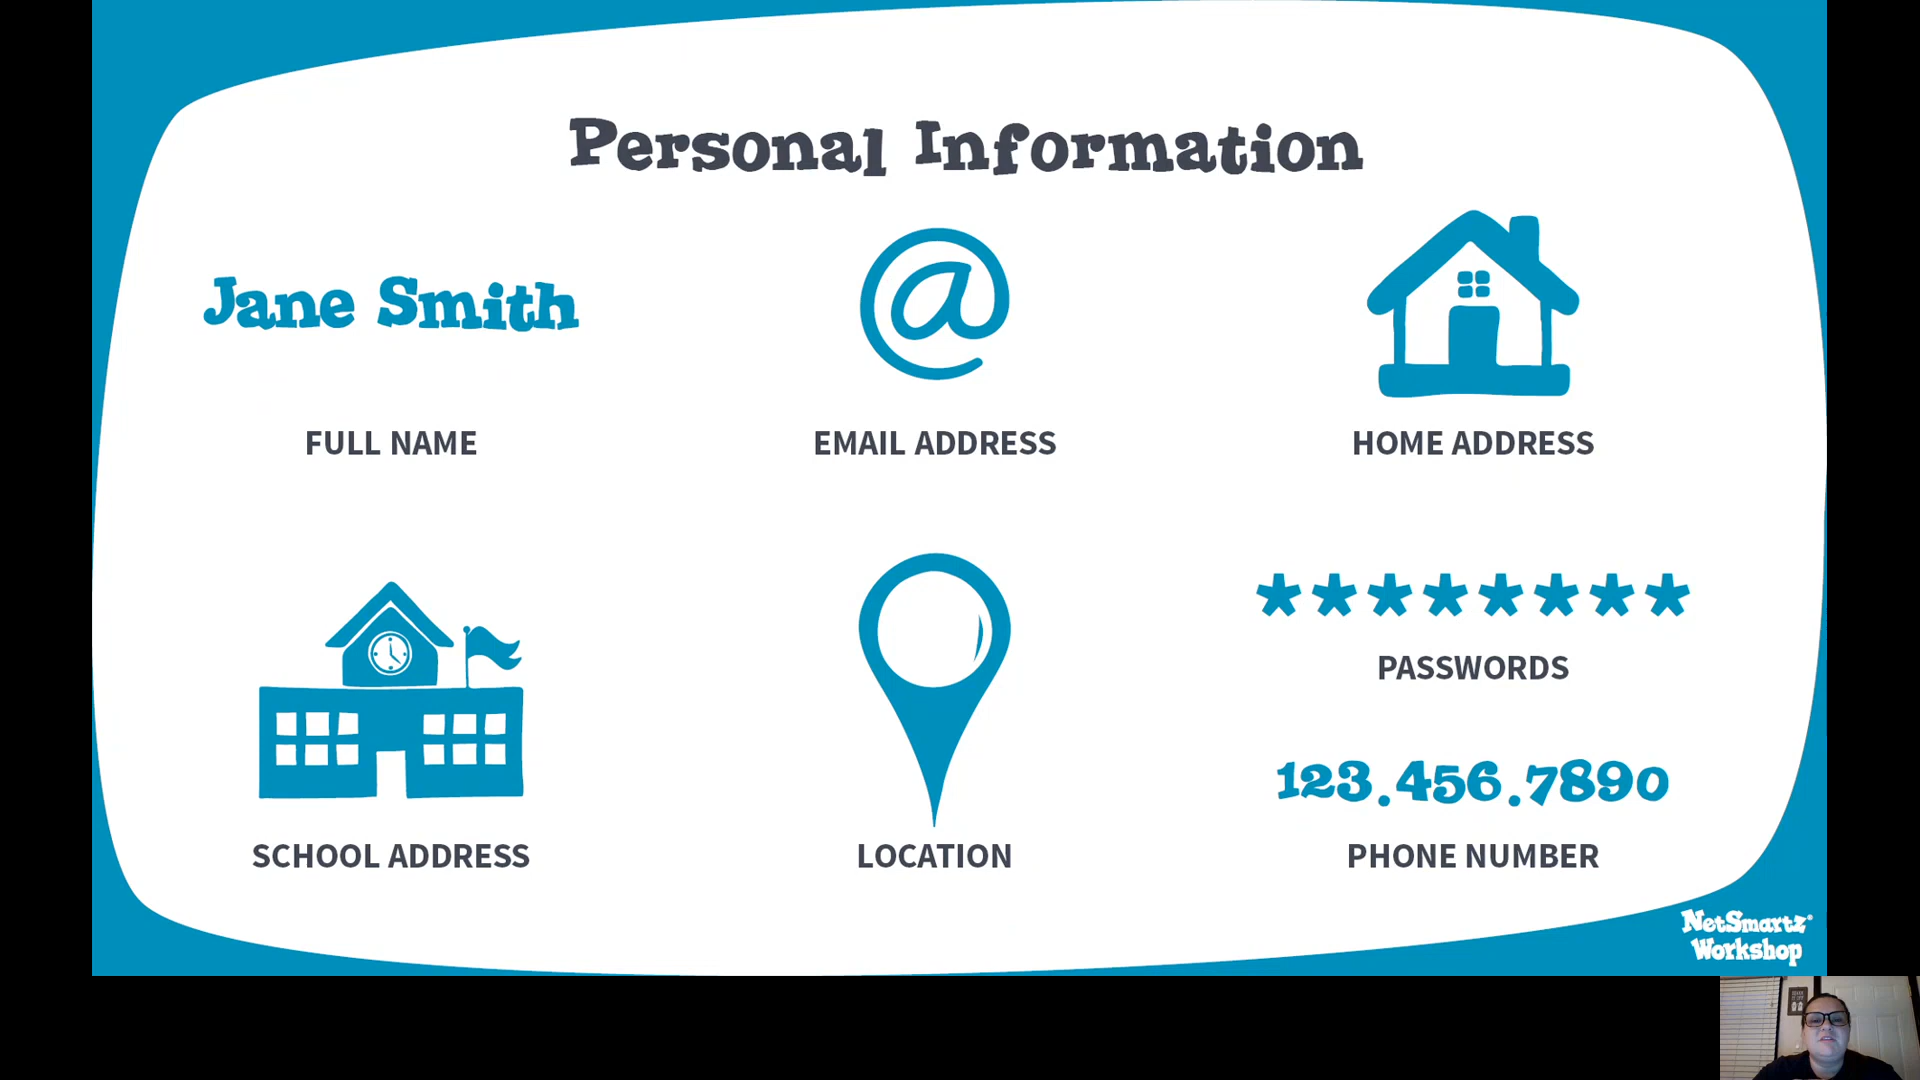 Personal Information
Jane Smith
@
FULL NAME
EMAIL ADDRESS
HOME ADDRESS
********
PASSWORDS
123.456.7890
SCHOOL ADDRESS
LOCATION
PHONE NUMBER
NetSmartz®
Workshop